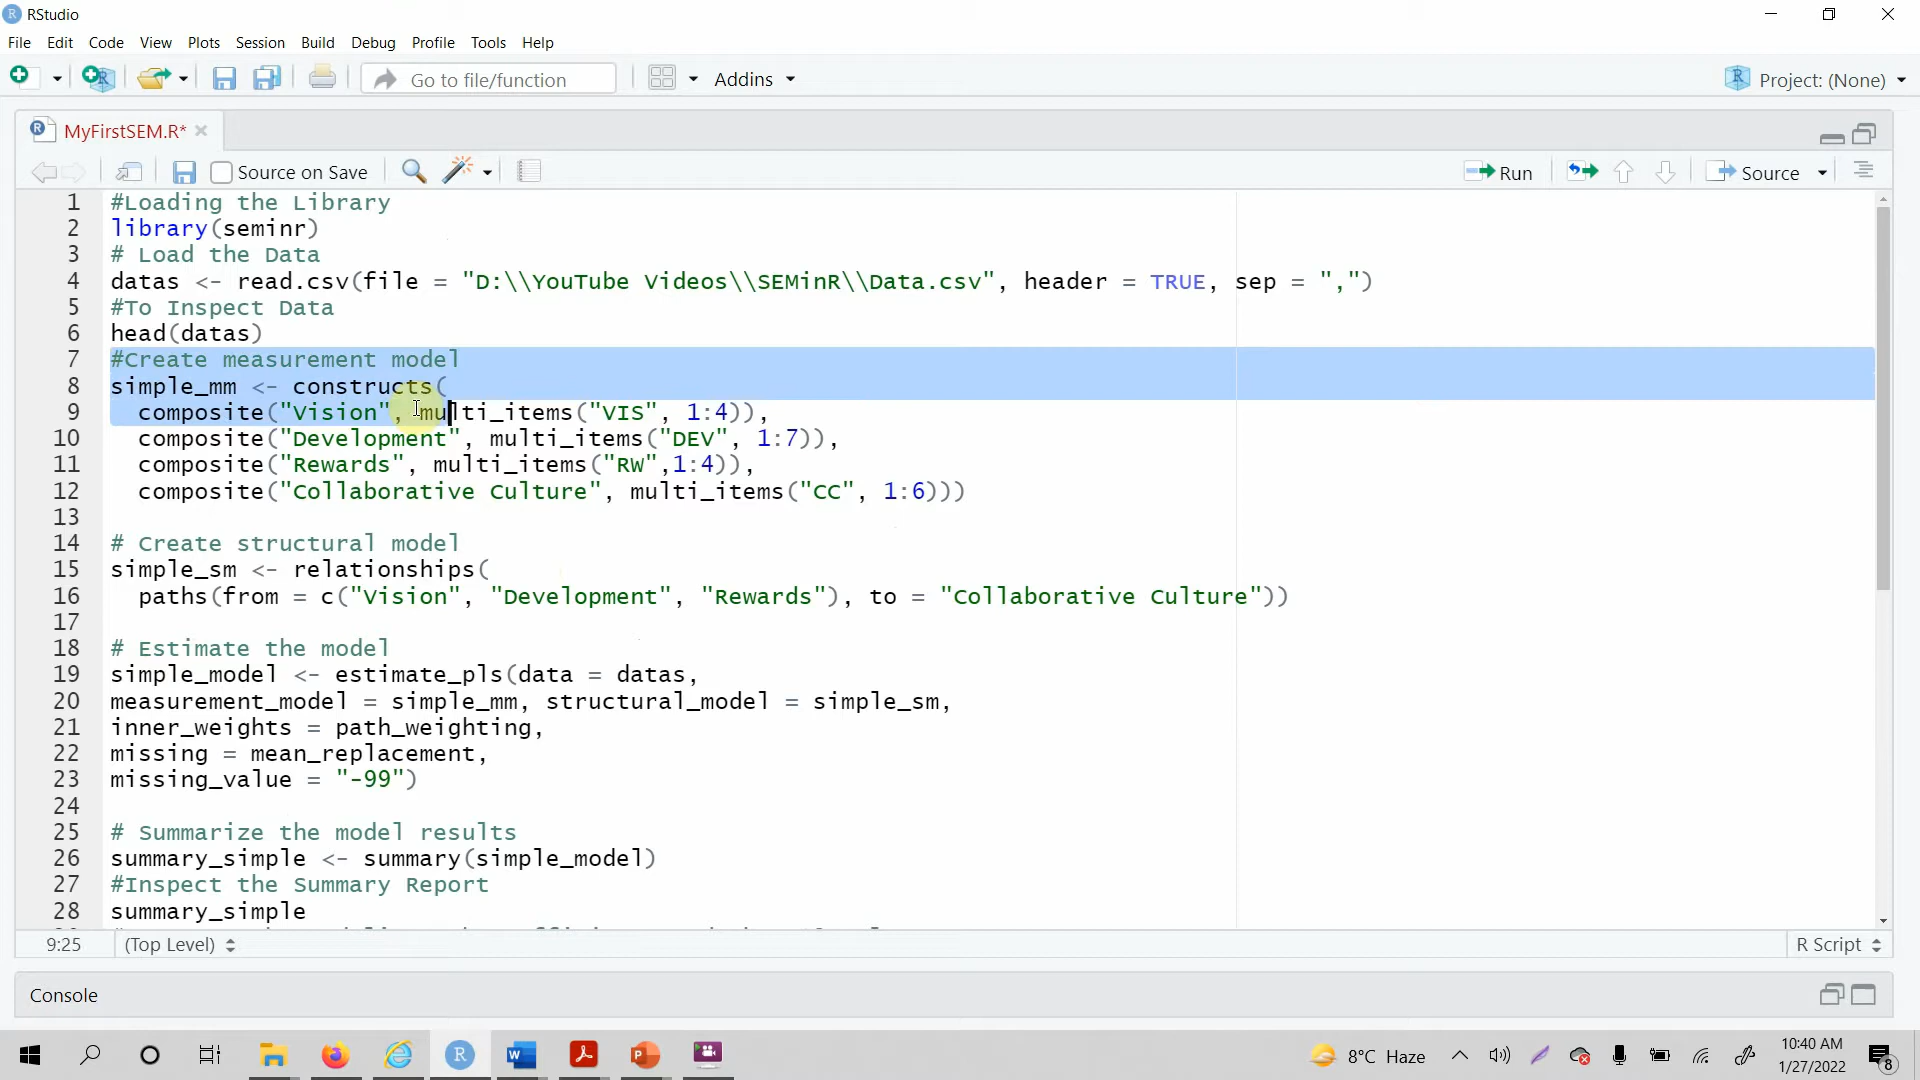 RStudio
File Edit Code View Plots Session Build Debug Profile Tools Help
Go to file/function Addins Project: (None)
MyFirstSEM.R*
Source on Save Run Source
1 #Loading the Library
2 library(seminr)
3 # Load the Data
4 datas <- read.csv(file = "D:\\YouTube Videos\\SEMinR\\Data.csv", header = TRUE, sep = ",")
5 #To Inspect Data
6 head(datas)
7 #Create measurement model
8 simple_mm <- constructs(
9 composite("Vision", multi_items("VIS", 1:4)),
10 composite("Development", multi_items("DEV", 1:7)),
11 composite("Rewards", multi_items("RW",1:4)),
12 composite("Collaborative Culture", multi_items("CC", 1:6)))
13
14 # Create structural model
15 simple_sm <- relationships(
16 paths(from = c("Vision", "Development", "Rewards"), to = "Collaborative Culture"))
17
18 # Estimate the model
19 simple_model <- estimate_pls(data = datas,
20 measurement_model = simple_mm, structural_model = simple_sm,
21 inner_weights = path_weighting,
22 missing = mean_replacement,
23 missing_value = "-99")
24
25 # Summarize the model results
26 summary_simple <- summary(simple_model)
27 #Inspect the Summary Report
28 summary_simple
9:25 (Top Level) R Script
Console
8°C Haze 10:40 AM
1/27/2022 8